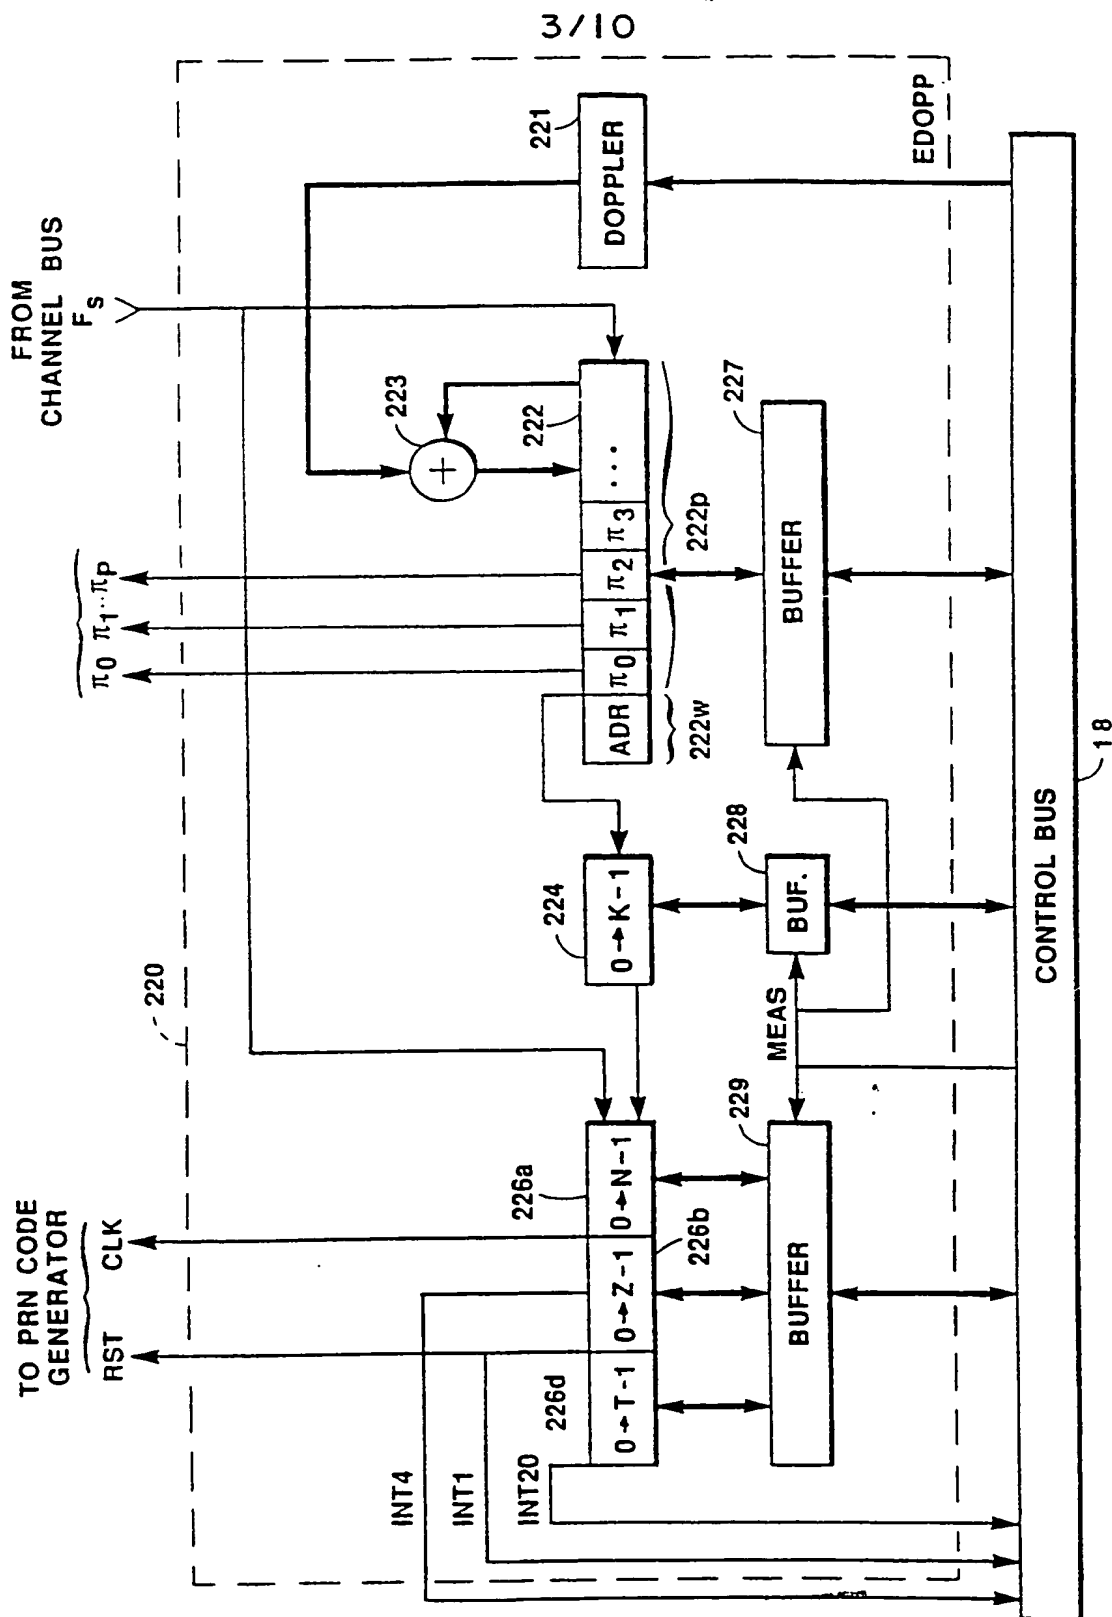 3/10
FROM
CHANNEL BUS
Fs
π0 π1··πP
TO PRN CODE
GENERATOR
RST CLK
220
221
DOPPLER
EDOPP
223
+
222
ADR π0 π1 π2 π3 ...
222w
222p
227
BUFFER
224
0→K-1
228
BUF.
MEAS
226a
226b
226d
0→T-1 0→Z-1 0→N-1
229
BUFFER
INT4
INT1
INT20
CONTROL BUS
18